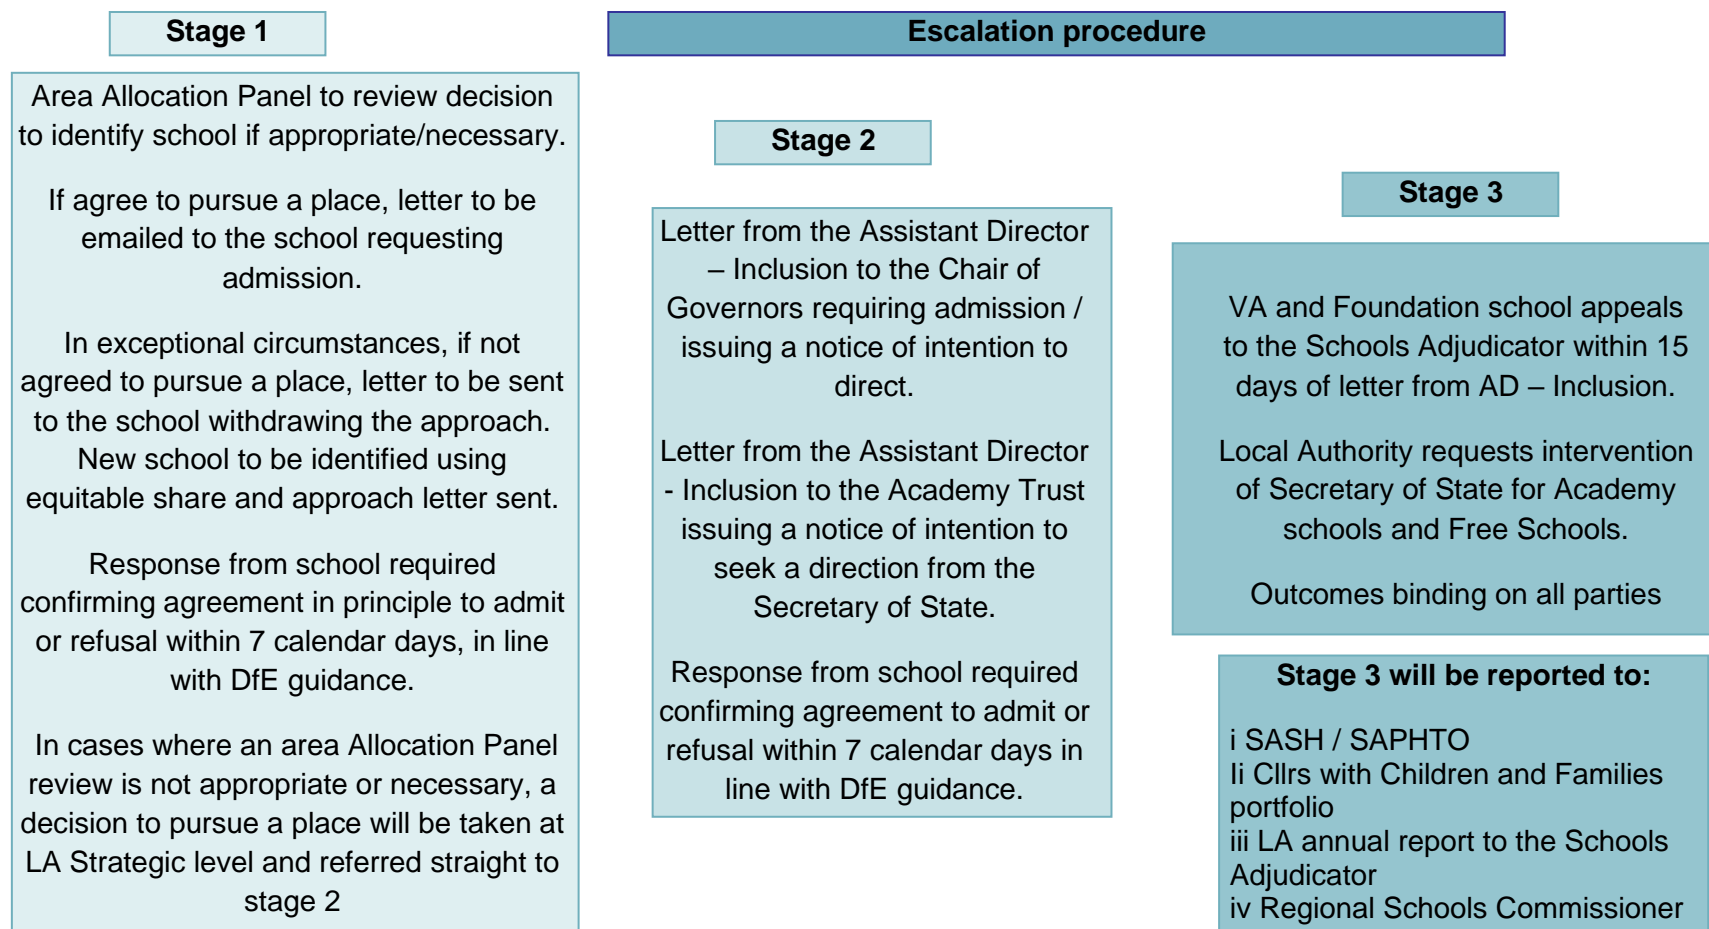 Stage 1
Escalation procedure
Area Allocation Panel to review decision
to identify school if appropriate/necessary.
If agree to pursue a place, letter to be
emailed to the school requesting
admission.
In exceptional circumstances, if not
agreed to pursue a place, letter to be sent
to the school withdrawing the approach.
New school to be identified using
equitable share and approach letter sent.
Response from school required
confirming agreement in principle to admit
or refusal within 7 calendar days, in line
with DfE guidance.
In cases where an area Allocation Panel
review is not appropriate or necessary, a
decision to pursue a place will be taken at
LA Strategic level and referred straight to
stage 2
Stage 2
Letter from the Assistant Director
– Inclusion to the Chair of
Governors requiring admission /
issuing a notice of intention to
direct.
Letter from the Assistant Director
- Inclusion to the Academy Trust
issuing a notice of intention to
seek a direction from the
Secretary of State.
Response from school required
confirming agreement to admit or
refusal within 7 calendar days in
line with DfE guidance.
Stage 3
VA and Foundation school appeals
to the Schools Adjudicator within 15
days of letter from AD – Inclusion.
Local Authority requests intervention
of Secretary of State for Academy
schools and Free Schools.
Outcomes binding on all parties
Stage 3 will be reported to:
i SASH / SAPHTO
Ii Cllrs with Children and Families
portfolio
iii LA annual report to the Schools
Adjudicator
iv Regional Schools Commissioner